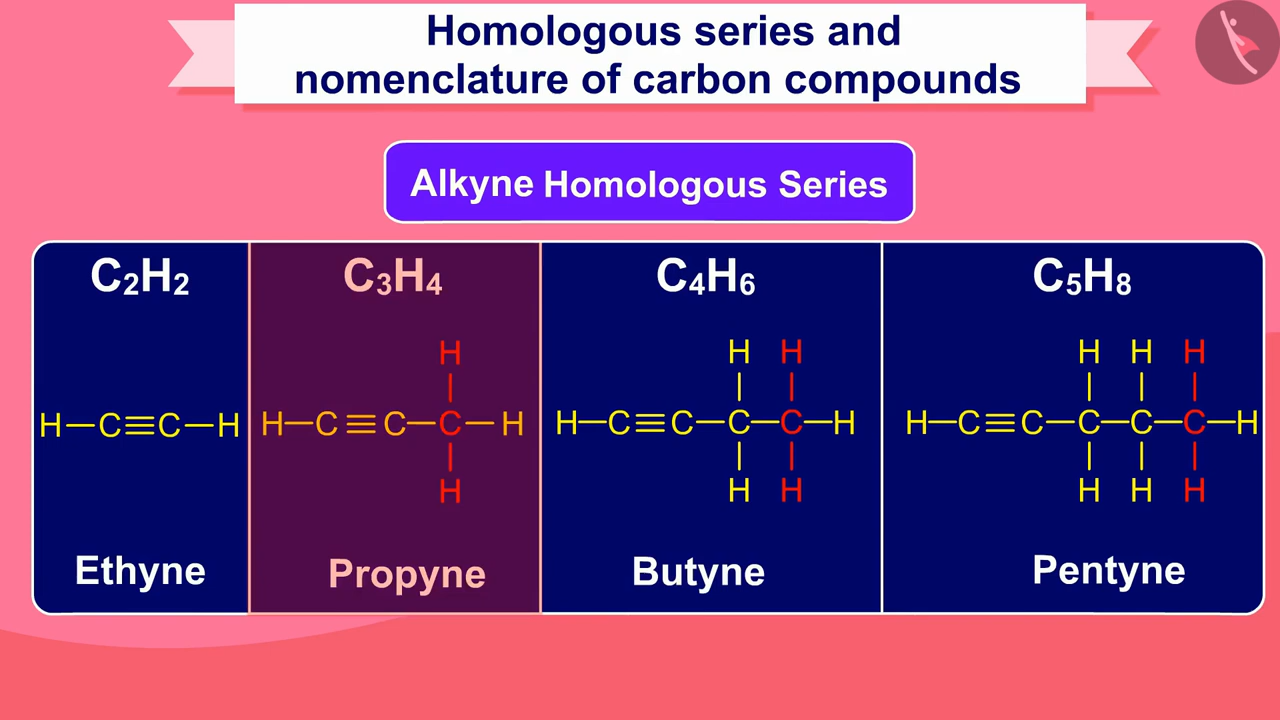 Homologous series and
nomenclature of carbon compounds
Alkyne Homologous Series
C₂H₂ C₃H₄ C₄H₆ C₅H₈
H H H H H H
H—C≡C—H H—C≡C—C—H H—C≡C—C—C—H H—C≡C—C—C—C—H
H H H H H H
Ethyne Propyne Butyne Pentyne